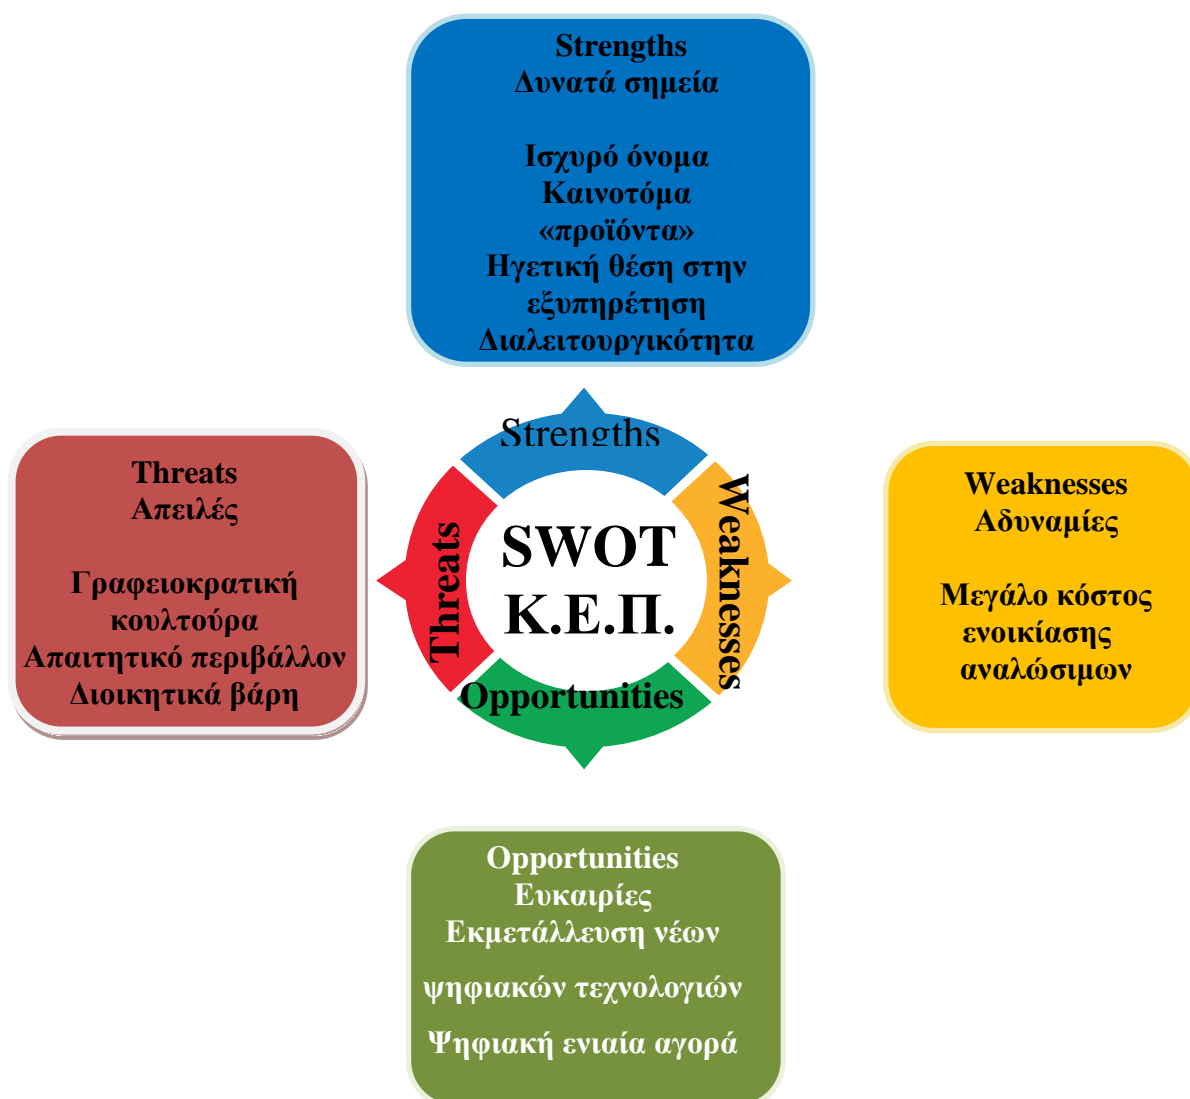 Strengths
Δυνατά σημεία
Ισχυρό όνομα
Καινοτόμα
«προϊόντα»
Ηγετική θέση στην
εξυπηρέτηση
Διαλειτουργικότητα
Threats
Απειλές
Γραφειοκρατική
κουλτούρα
Απαιτητικό περιβάλλον
Διοικητικά βάρη
Strengths
Weaknesses
Threats
Opportunities
SWOT
Κ.Ε.Π.
Weaknesses
Αδυναμίες
Μεγάλο κόστος
ενοικίασης
αναλώσιμων
Opportunities
Ευκαιρίες
Εκμετάλλευση νέων
ψηφιακών τεχνολογιών
Ψηφιακή ενιαία αγορά